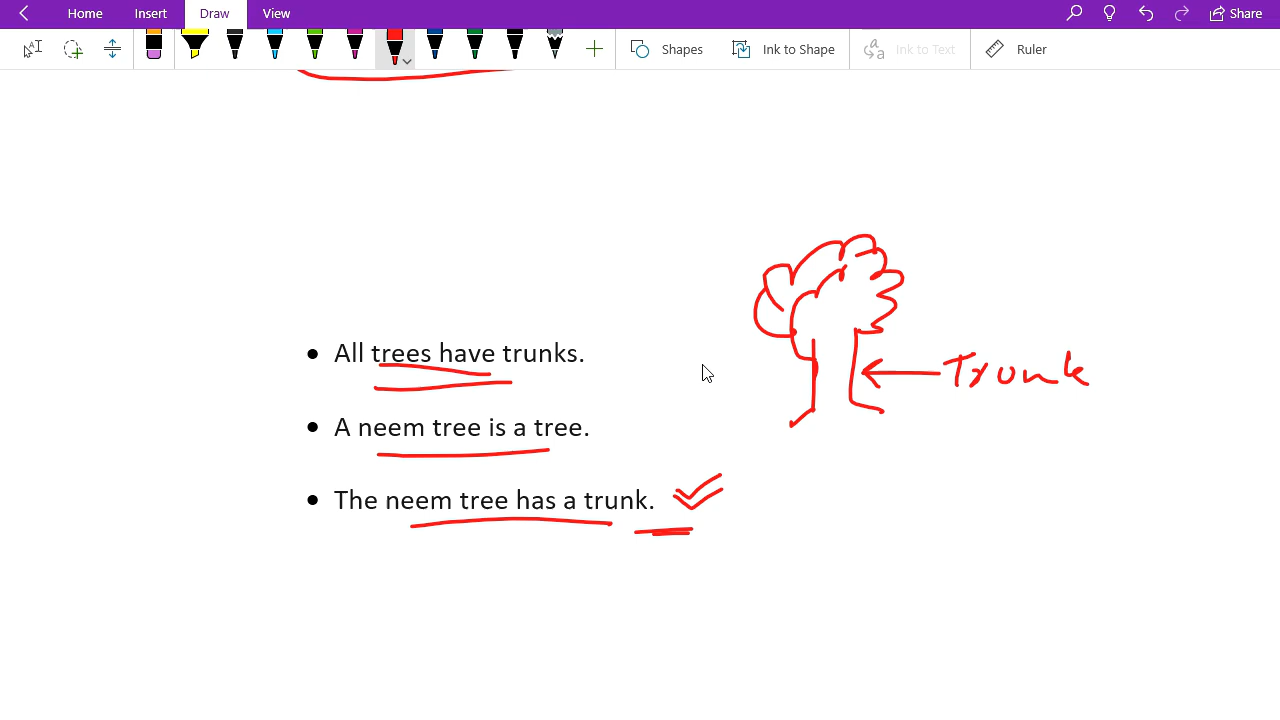 Home Insert Draw View Share
Shapes Ink to Shape Ink to Text Ruler
• All trees have trunks.
Trunk
• A neem tree is a tree.
• The neem tree has a trunk.